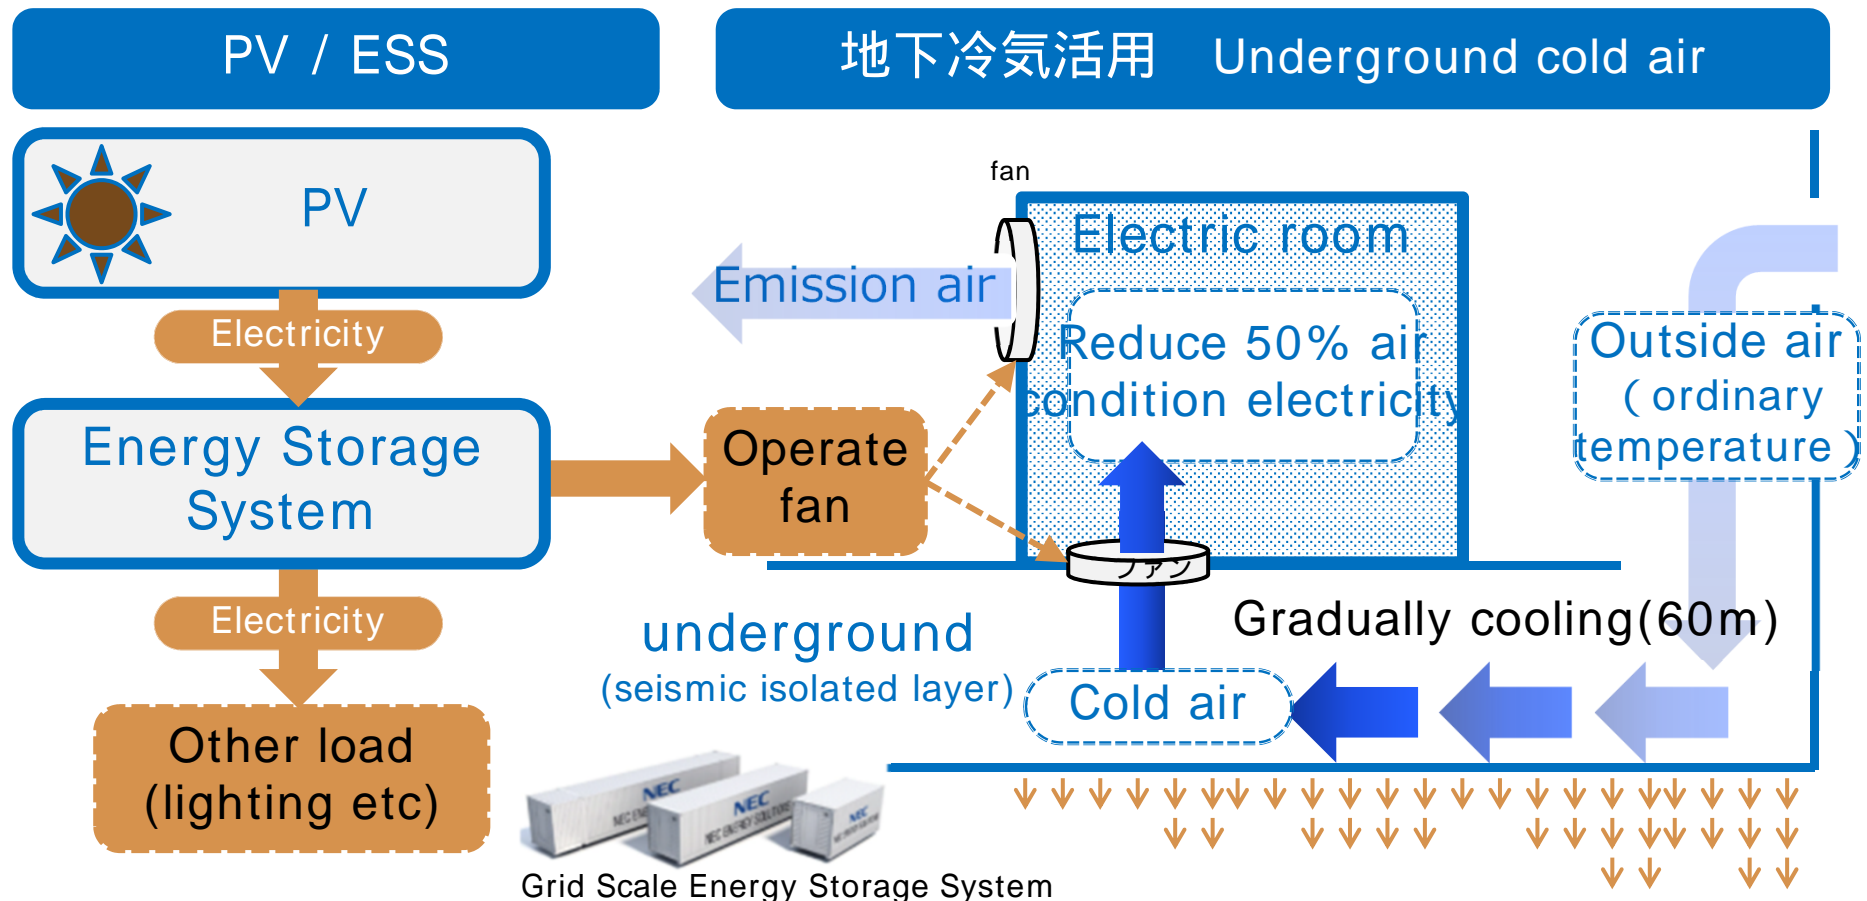 PV / ESS
地下冷気活用 Underground cold air
PV
Electricity
Energy Storage
System
Electricity
Other load
(lighting etc)
Operate
fan
fan
Emission air
Electric room
Reduce 50% air
condition electricity
ファン
Outside air
（ordinary
temperature）
underground
(seismic isolated layer)
Gradually cooling(60m)
Cold air
NEC
NEC
NEC ENERGY SOLUTIONS
NEC
Grid Scale Energy Storage System